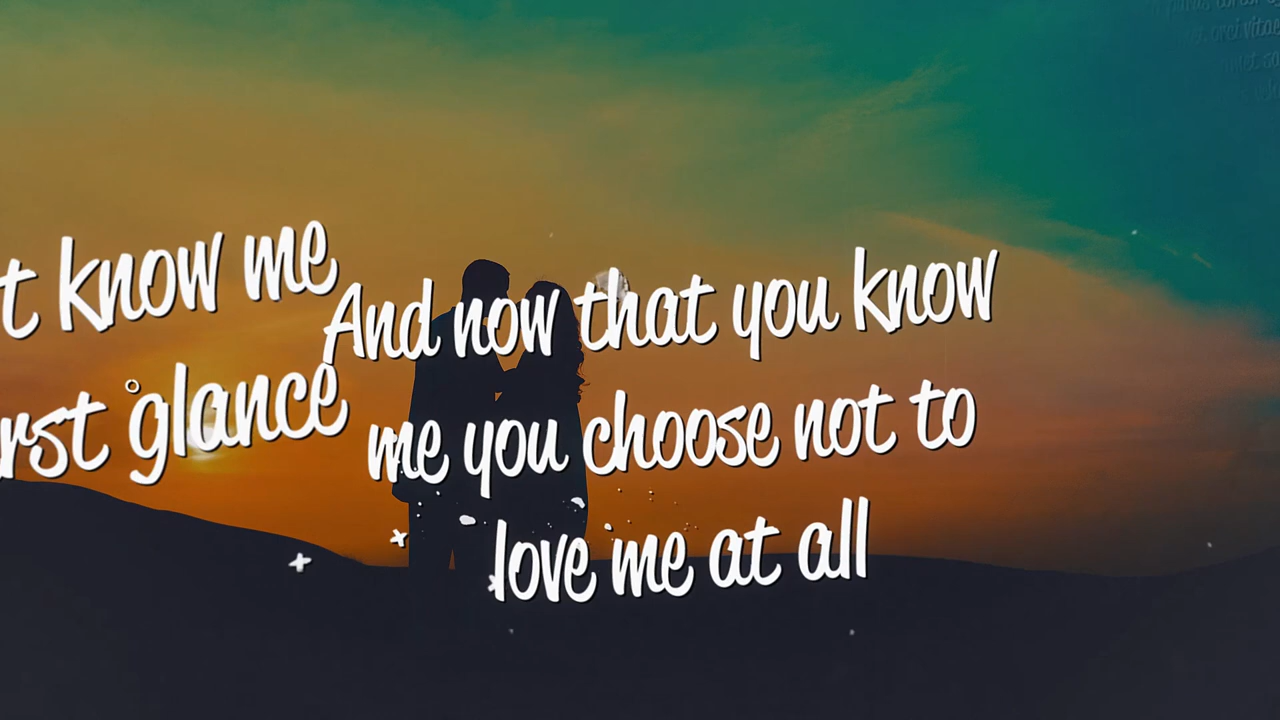 t know me
rst glance
And now that you know
me you choose not to
love me at all